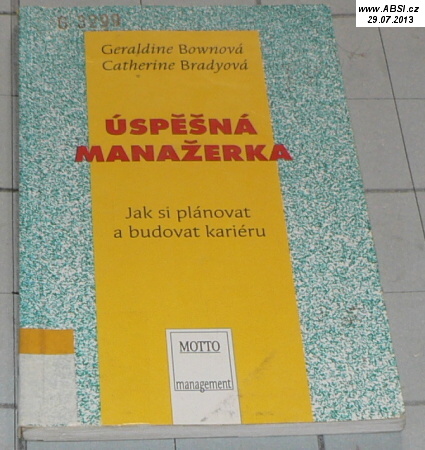 www.ABSI.cz
29.07.2013
G 3299
Geraldine Bownová
Catherine Bradyová
ÚSPĚŠNÁ
MANAŽERKA
Jak si plánovat
a budovat kariéru
MOTTO
management